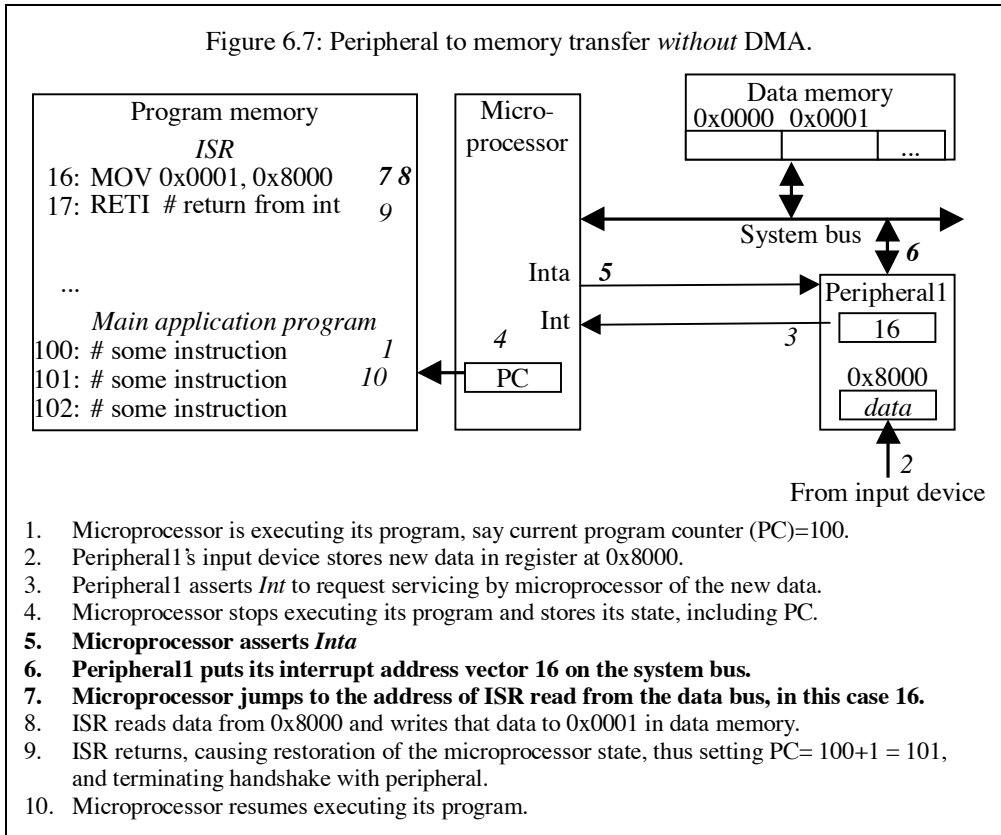 Figure 6.7: Peripheral to memory transfer without DMA.
Program memory
ISR
16: MOV 0x0001, 0x8000 7 8
17: RETI # return from int 9
...
Main application program
100: # some instruction 1
101: # some instruction 10
102: # some instruction
Micro-
processor
Inta 5
Int
4
PC
3
Data memory
0x0000 0x0001
...
System bus
6
Peripheral1
16
0x8000
data
2
From input device
1. Microprocessor is executing its program, say current program counter (PC)=100.
2. Peripheral1's input device stores new data in register at 0x8000.
3. Peripheral1 asserts Int to request servicing by microprocessor of the new data.
4. Microprocessor stops executing its program and stores its state, including PC.
5. Microprocessor asserts Inta
6. Peripheral1 puts its interrupt address vector 16 on the system bus.
7. Microprocessor jumps to the address of ISR read from the data bus, in this case 16.
8. ISR reads data from 0x8000 and writes that data to 0x0001 in data memory.
9. ISR returns, causing restoration of the microprocessor state, thus setting PC= 100+1 = 101,
and terminating handshake with peripheral.
10. Microprocessor resumes executing its program.